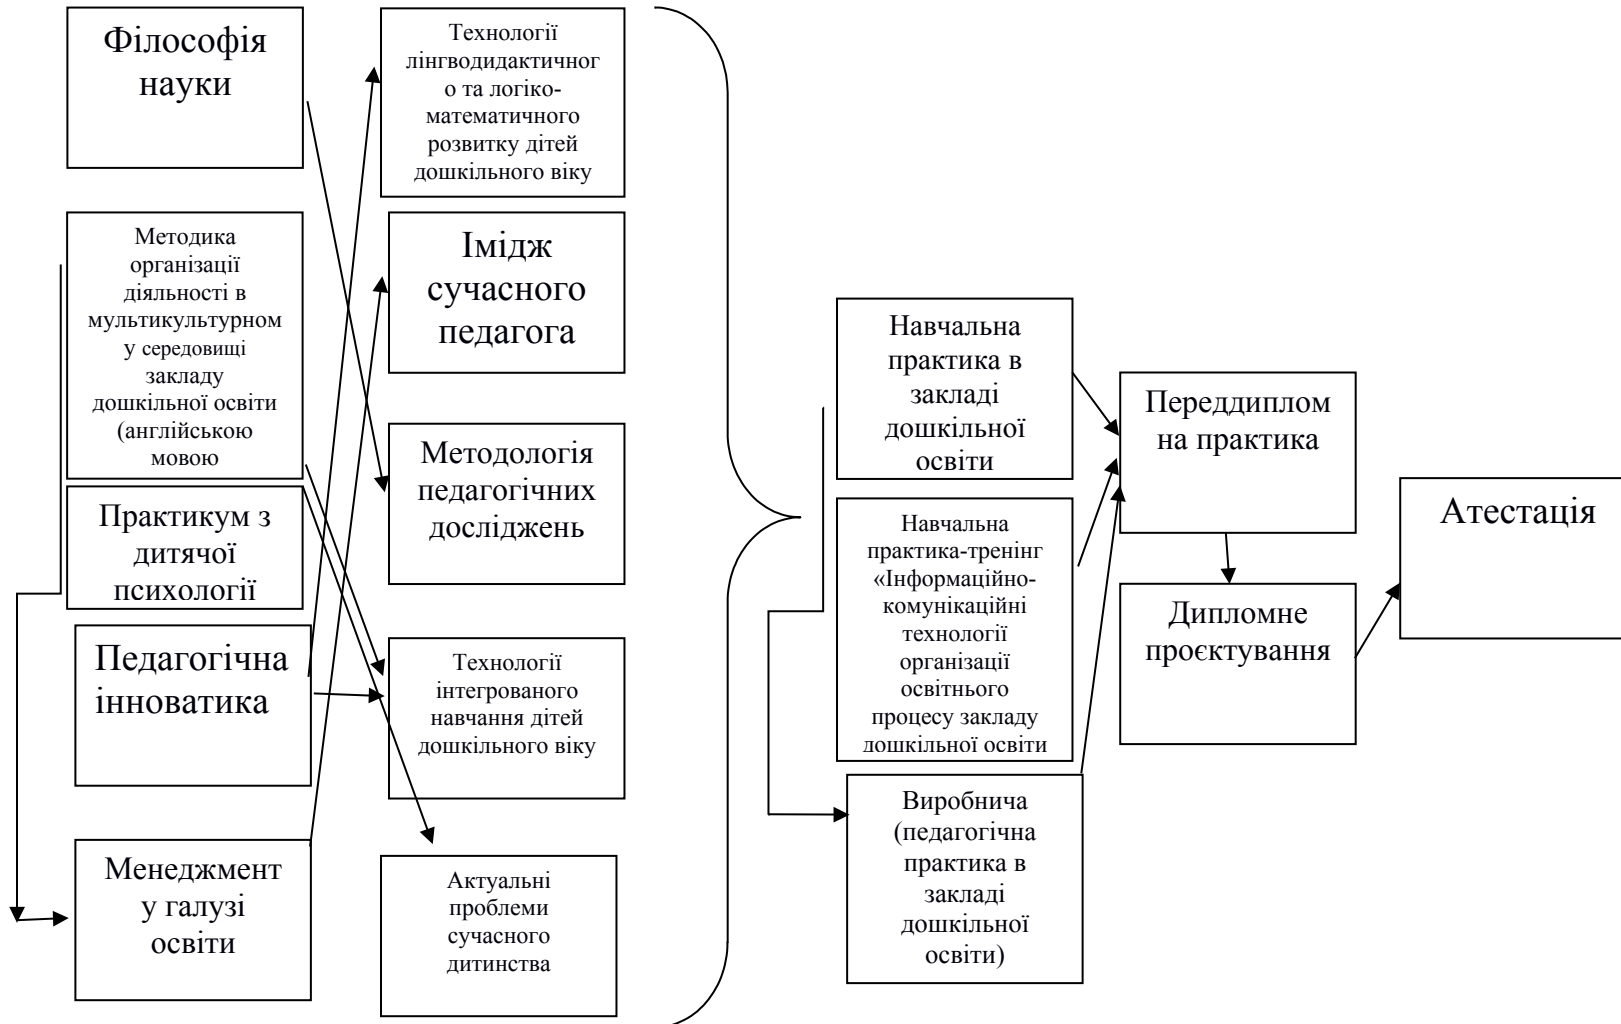 Філософія
науки
Методика
організації
діяльності в
мультикультурном
у середовищі
закладу
дошкільної освіти
(англійською
мовою
Практикум з
дитячої
психології
Педагогічна
інноватика
Менеджмент
у галузі
освіти
Технології
лінгводидактичног
о та логіко-
математичного
розвитку дітей
дошкільного віку
Імідж
сучасного
педагога
Методологія
педагогічних
досліджень
Технології
інтегрованого
навчання дітей
дошкільного віку
Актуальні
проблеми
сучасного
дитинства
Навчальна
практика в
закладі
дошкільної
освіти
Навчальна
практика-тренінг
«Інформаційно-
комунікаційні
технології
організації
освітнього
процесу закладу
дошкільної освіти
Виробнича
(педагогічна
практика в
закладі
дошкільної
освіти)
Переддиплом
на практика
Дипломне
проєктування
Атестація